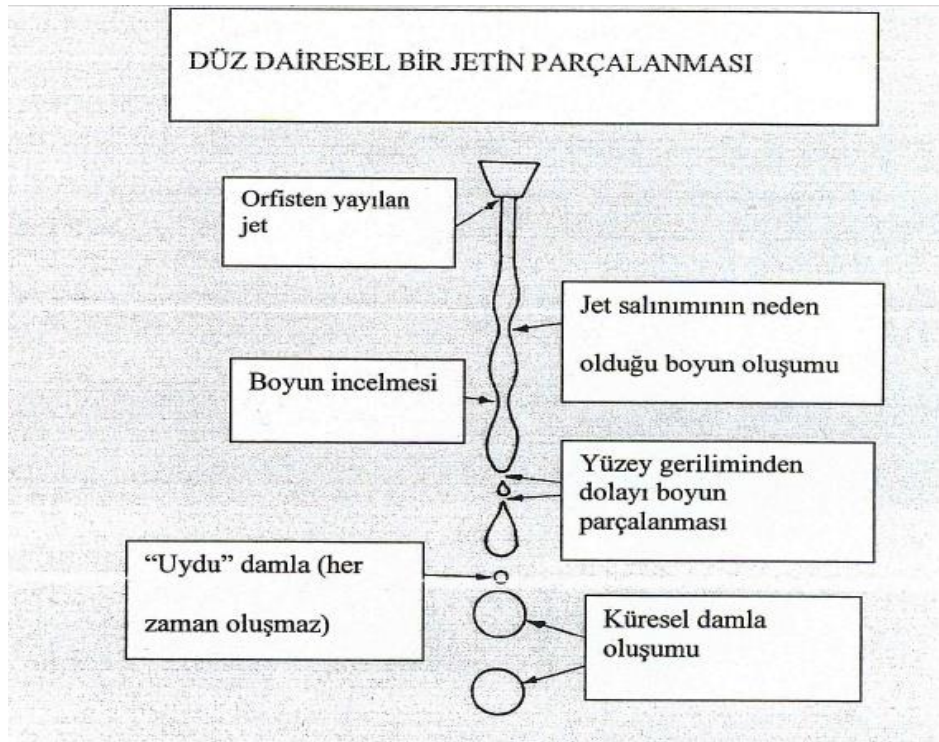 DÜZ DAİRESEL BİR JETİN PARÇALANMASI
Orfisten yayılan
jet
Jet salınımının neden
olduğu boyun oluşumu
Boyun incelmesi
Yüzey geriliminden
dolayı boyun
parçalanması
“Uydu” damla (her
zaman oluşmaz)
Küresel damla
oluşumu